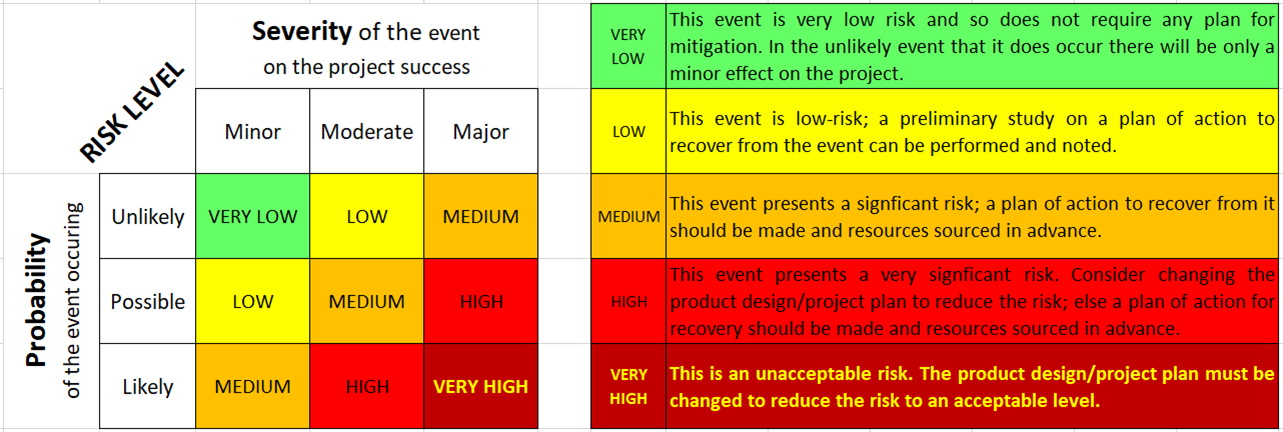 Severity of the event
on the project success
RISK LEVEL
Minor Moderate Major
Probability
of the event occuring
Unlikely VERY LOW LOW MEDIUM
Possible LOW MEDIUM HIGH
Likely MEDIUM HIGH VERY HIGH
VERY
LOW
This event is very low risk and so does not require any plan for
mitigation. In the unlikely event that it does occur there will be only a
minor effect on the project.
LOW
This event is low-risk; a preliminary study on a plan of action to
recover from the event can be performed and noted.
MEDIUM
This event presents a signficant risk; a plan of action to recover from it
should be made and resources sourced in advance.
HIGH
This event presents a very signficant risk. Consider changing the
product design/project plan to reduce the risk; else a plan of action for
recovery should be made and resources sourced in advance.
VERY
HIGH
This is an unacceptable risk. The product design/project plan must be
changed to reduce the risk to an acceptable level.